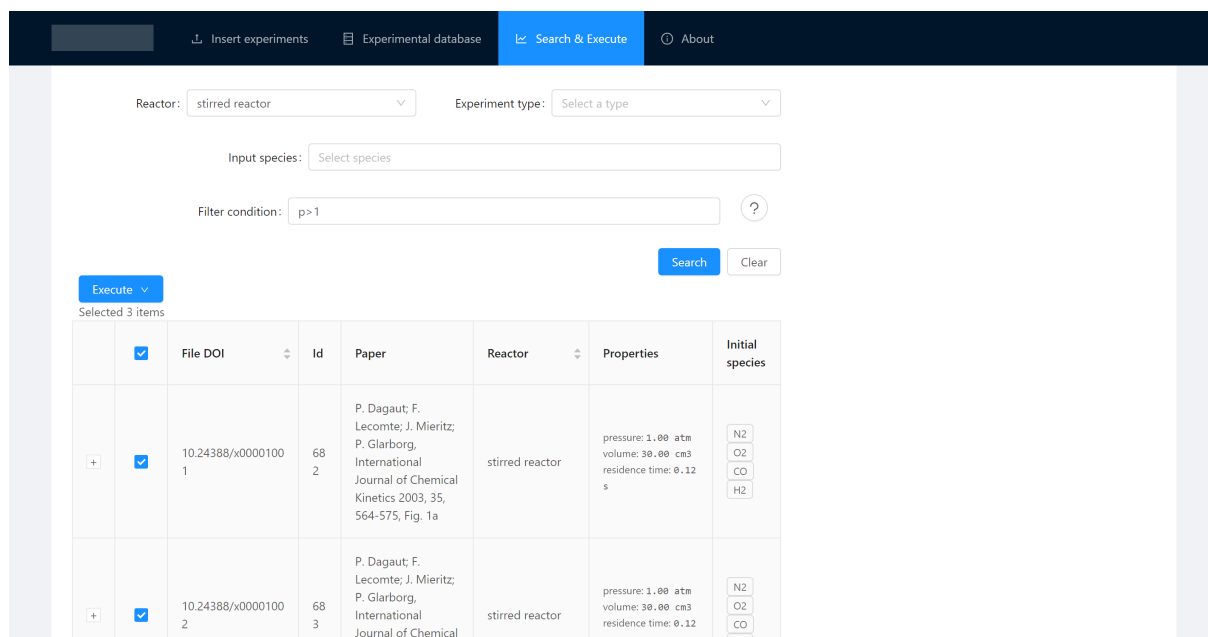 Insert experiments Experimental database Search & Execute About
Reactor: stirred reactor Experiment type: Select a type
Input species: Select species
Filter condition: p>1 ?
Search Clear
Execute
Selected 3 items
File DOI Id Paper Reactor Properties Initial species
10.24388/x0000100
1
68
2
P. Dagaut; F.
Lecomte; J. Mieritz;
P. Glarborg,
International
Journal of Chemical
Kinetics 2003, 35,
564-575, Fig. 1a
stirred reactor
pressure: 1.00 atm
volume: 30.00 cm3
residence time: 0.12
s
N2
O2
CO
H2
10.24388/x0000100
2
68
3
P. Dagaut; F.
Lecomte; J. Mieritz;
P. Glarborg,
International
Journal of Chemical
stirred reactor
pressure: 1.00 atm
volume: 30.00 cm3
residence time: 0.12
N2
O2
CO